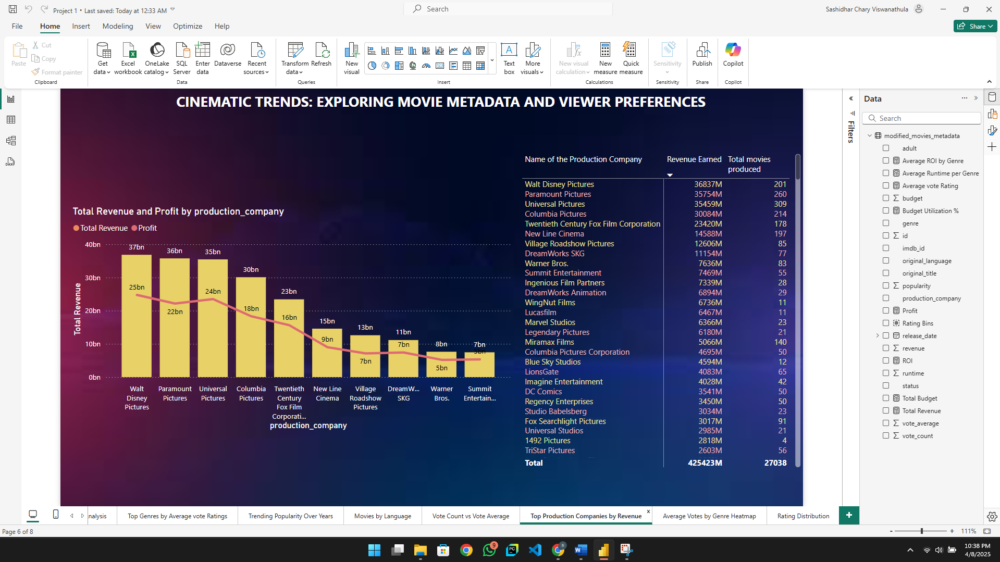 Project 1 • Last saved: Today at 12:33 AM
Search
Sashidhar Chary Viswanathula
File
Home
Insert
Modeling
View
Optimize
Help
Share
Paste
Cut
Copy
Format painter
Clipboard
Get data
Excel workbook
OneLake catalog
SQL Server
Enter data
Dataverse
Recent sources
Data
Transform data
Refresh
Queries
New visual
Text box
More visuals
Insert
New visual calculation
New measure
Quick measure
Calculations
Sensitivity
Sensitivity
Publish
Share
Copilot
Copilot
CINEMATIC TRENDS: EXPLORING MOVIE METADATA AND VIEWER PREFERENCES
Total Revenue and Profit by production_company
Total Revenue
Profit
Total Revenue
40bn
30bn
20bn
10bn
0bn
37bn
36bn
35bn
30bn
23bn
15bn
13bn
11bn
8bn
7bn
25bn
22bn
24bn
18bn
16bn
9bn
7bn
7bn
5bn
Walt Disney Pictures
Paramount Pictures
Universal Pictures
Columbia Pictures
Twentieth Century Fox Film Corporati...
New Line Cinema
Village Roadshow Pictures
DreamW... SKG
Warner Bros.
Summit Entertain...
production_company
Name of the Production Company Revenue Earned Total movies produced
Walt Disney Pictures 36837M 201
Paramount Pictures 35754M 260
Universal Pictures 35459M 309
Columbia Pictures 30084M 214
Twentieth Century Fox Film Corporation 23420M 178
New Line Cinema 14588M 197
Village Roadshow Pictures 12606M 85
DreamWorks SKG 11154M 77
Warner Bros. 7636M 83
Summit Entertainment 7469M 55
Ingenious Film Partners 7339M 28
DreamWorks Animation 6894M 29
WingNut Films 6736M 11
Lucasfilm 6467M 11
Marvel Studios 6366M 23
Legendary Pictures 6180M 21
Miramax Films 5066M 140
Columbia Pictures Corporation 4695M 50
Blue Sky Studios 4594M 12
LionsGate 4083M 65
Imagine Entertainment 4028M 42
DC Comics 3541M 50
Regency Enterprises 3450M 50
Studio Babelsberg 3034M 23
Fox Searchlight Pictures 3017M 91
Universal Studios 2985M 21
1492 Pictures 2818M 4
TriStar Pictures 2603M 56
Total 425423M 27038
Filters
Data
Search
modified_movies_metadata
adult
Average ROI by Genre
Average Runtime per Genre
Average vote Rating
budget
Budget Utilization %
genre
id
imdb_id
original_language
original_title
popularity
production_company
Profit
Rating Bins
release_date
revenue
ROI
runtime
status
Total Budget
Total Revenue
vote_average
vote_count
nalysis
Top Genres by Average vote Ratings
Trending Popularity Over Years
Movies by Language
Vote Count vs Vote Average
Top Production Companies by Revenue
Average Votes by Genre Heatmap
Rating Distribution
Page 6 of 8
111%
9
10:38 PM
4/8/2025